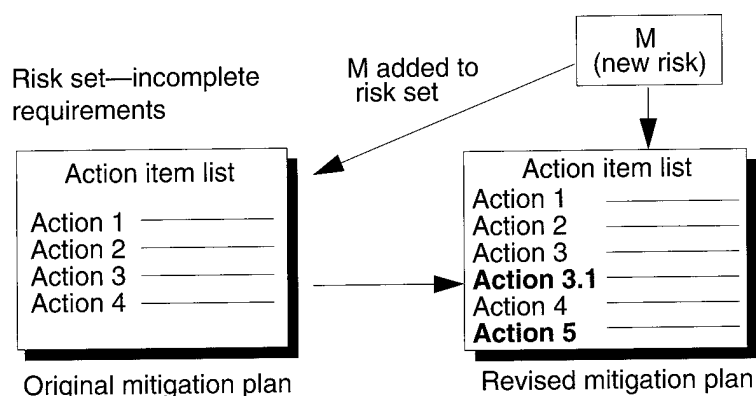 Risk set—incomplete
requirements
M added to
risk set
M
(new risk)
Action item list
Action 1
Action 2
Action 3
Action 4
Original mitigation plan
Action item list
Action 1
Action 2
Action 3
Action 3.1
Action 4
Action 5
Revised mitigation plan